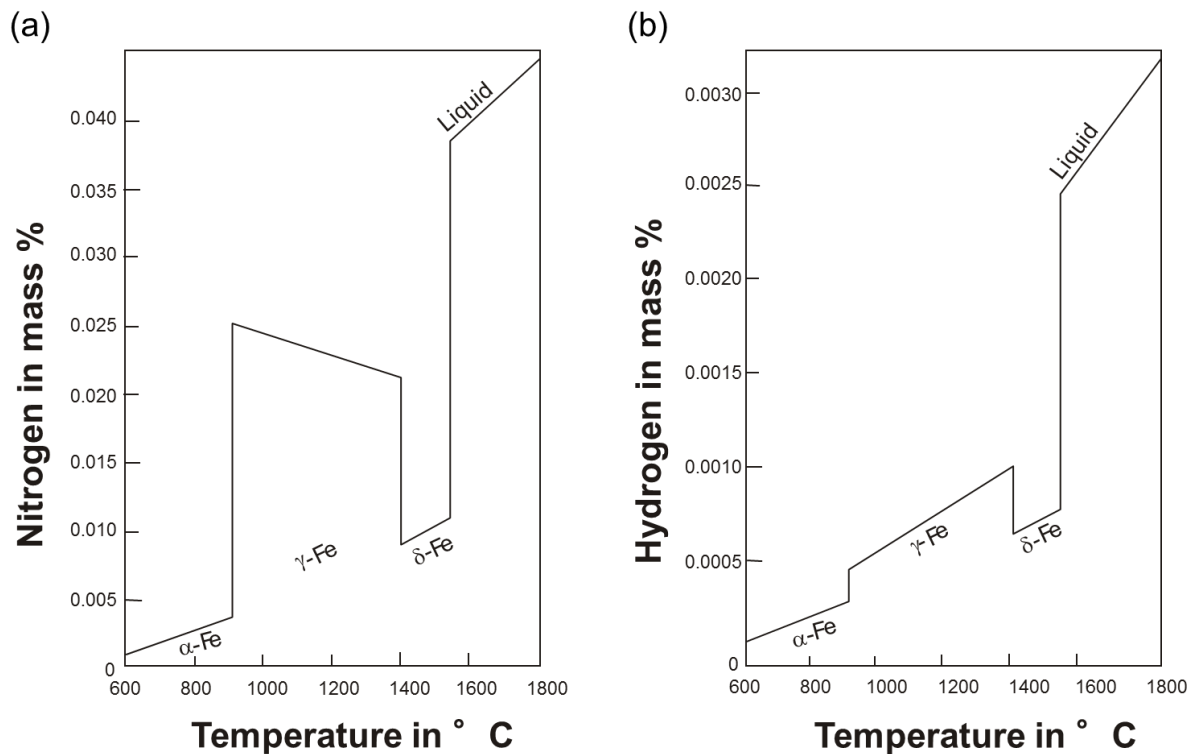 (a)
Nitrogen in mass %
0.040
0.035
0.030
0.025
0.020
0.015
0.010
0.005
0
600
800
1000
1200
1400
1600
1800
Temperature in ° C
α-Fe
γ-Fe
δ-Fe
Liquid
(b)
Hydrogen in mass %
0.0030
0.0025
0.0020
0.0015
0.0010
0.0005
0
600
800
1000
1200
1400
1600
1800
Temperature in ° C
α-Fe
γ-Fe
δ-Fe
Liquid